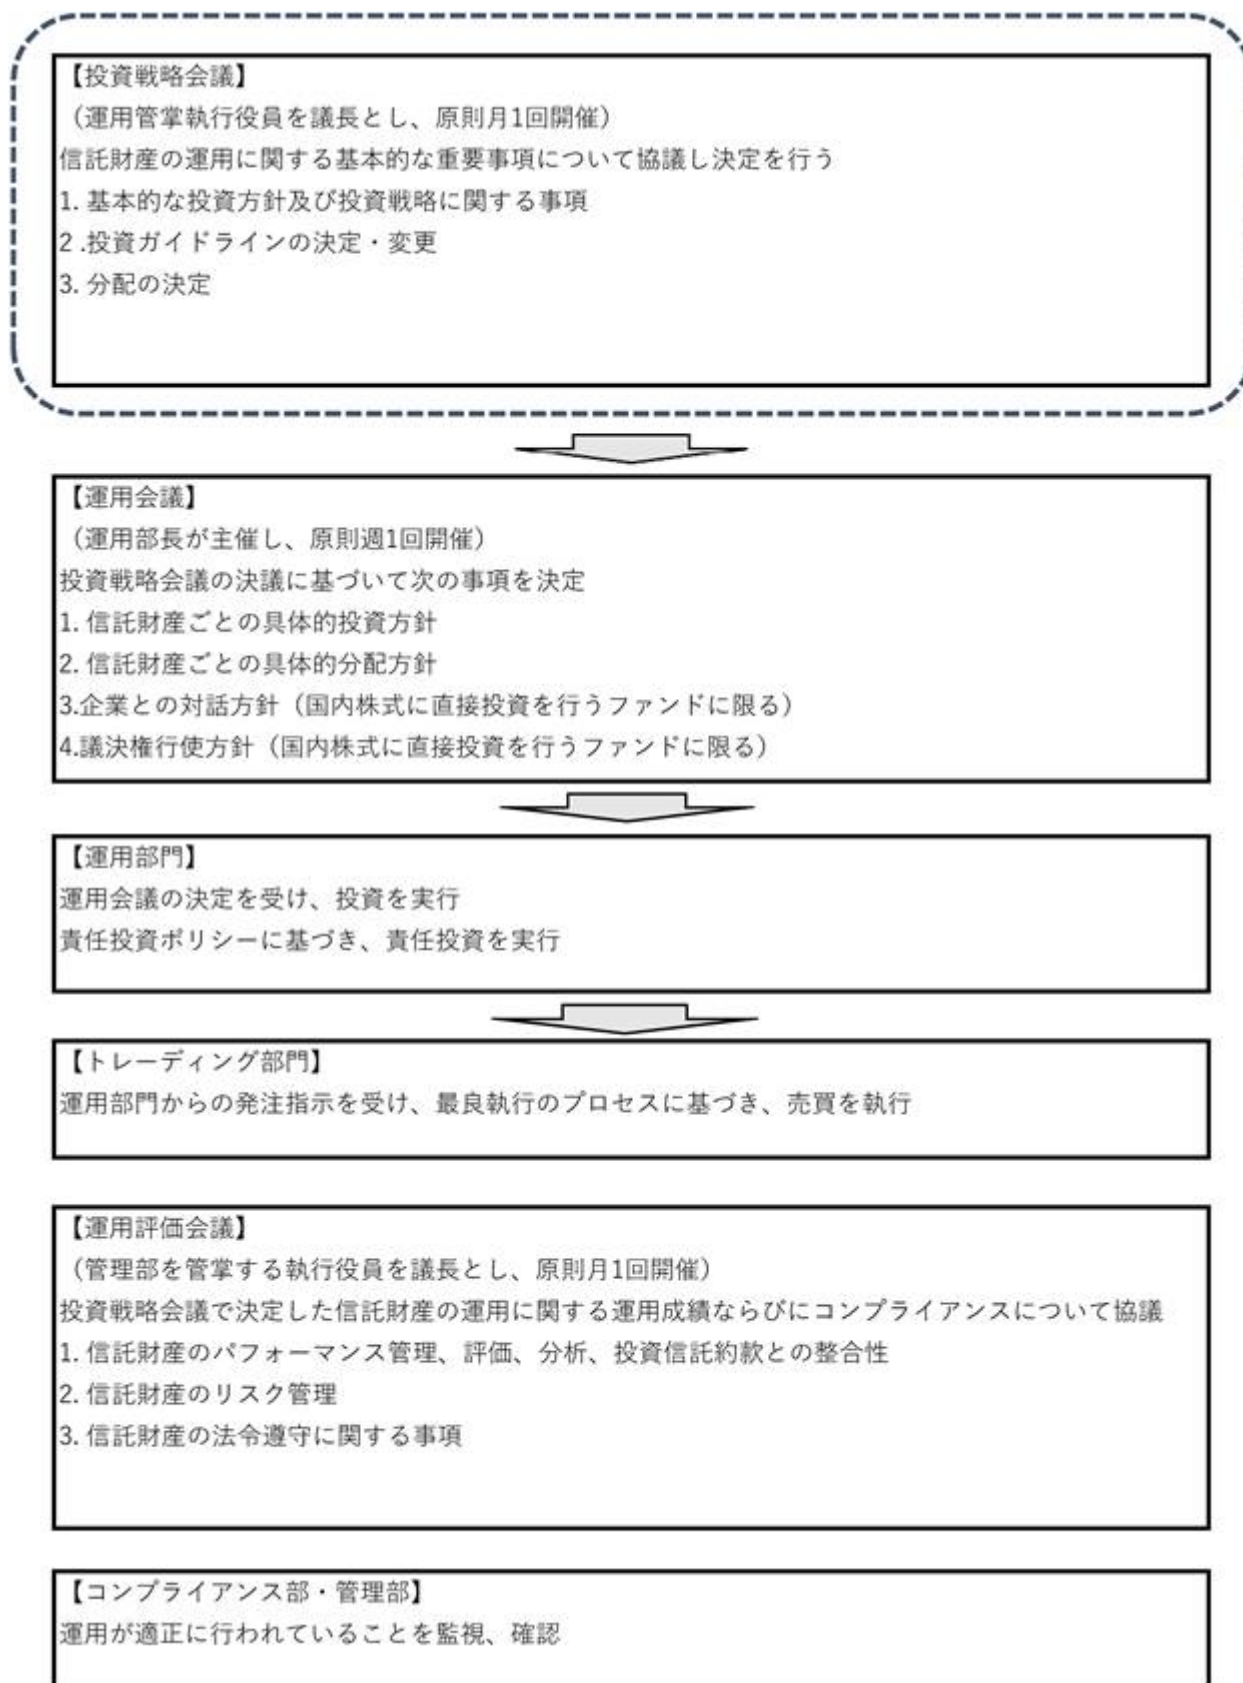 【投資戦略会議】
（運用管掌執行役員を議長とし、原則月1回開催）
信託財産の運用に関する基本的な重要事項について協議し決定を行う
1. 基本的な投資方針及び投資戦略に関する事項
2 .投資ガイドラインの決定・変更
3. 分配の決定
【運用会議】
（運用部長が主催し、原則週1回開催）
投資戦略会議の決議に基づいて次の事項を決定
1. 信託財産ごとの具体的投資方針
2. 信託財産ごとの具体的分配方針
3.企業との対話方針（国内株式に直接投資を行うファンドに限る）
4.議決権行使方針（国内株式に直接投資を行うファンドに限る）
【運用部門】
運用会議の決定を受け、投資を実行
責任投資ポリシーに基づき、責任投資を実行
【トレーディング部門】
運用部門からの発注指示を受け、最良執行のプロセスに基づき、売買を執行
【運用評価会議】
（管理部を管掌する執行役員を議長とし、原則月1回開催）
投資戦略会議で決定した信託財産の運用に関する運用成績ならびにコンプライアンスについて協議
1. 信託財産のパフォーマンス管理、評価、分析、投資信託約款との整合性
2. 信託財産のリスク管理
3. 信託財産の法令遵守に関する事項
【コンプライアンス部・管理部】
運用が適正に行われていることを監視、確認